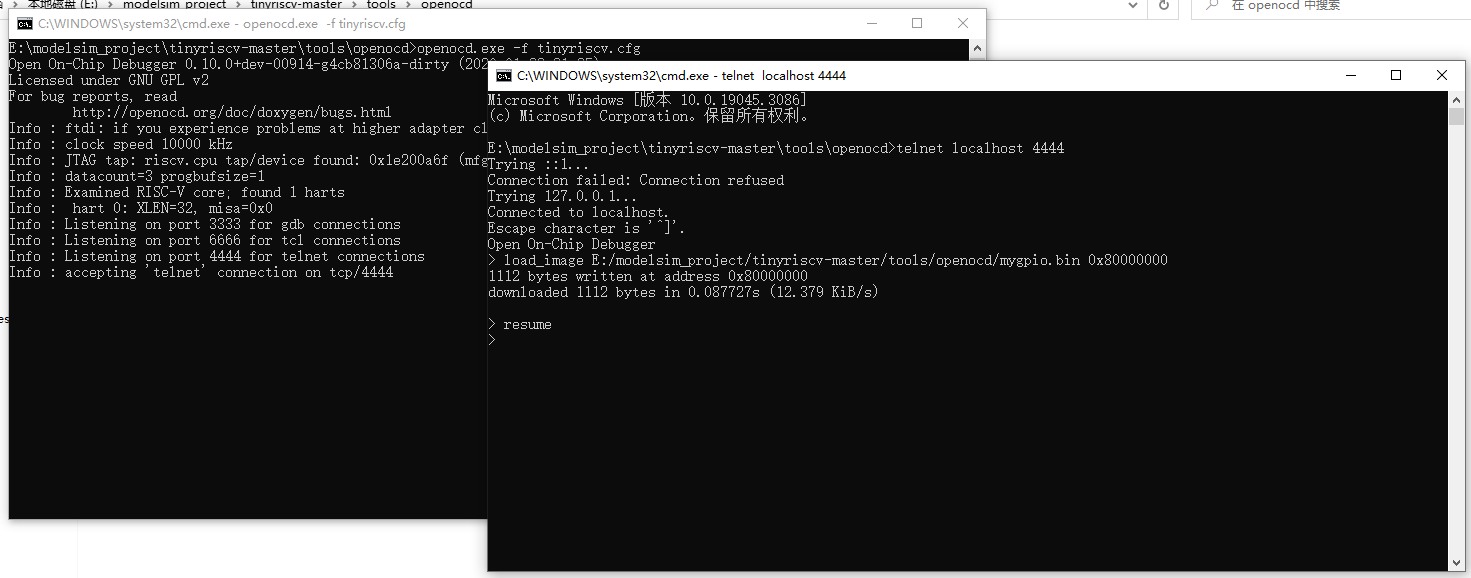 本地磁盘 (E:) › modelsim_project › tinyriscv-master › tools › openocd
在 openocd 中搜索
C:\WINDOWS\system32\cmd.exe - openocd.exe -f tinyriscv.cfg
E:\modelsim_project\tinyriscv-master\tools\openocd>openocd.exe -f tinyriscv.cfg
Open On-Chip Debugger 0.10.0+dev-00914-g4cb81306a-dirty
Licensed under GNU GPL v2
For bug reports, read
http://openocd.org/doc/doxygen/bugs.html
Info : ftdi: if you experience problems at higher adapter cl
Info : clock speed 10000 kHz
Info : JTAG tap: riscv.cpu tap/device found: 0x1e200a6f (mfg
Info : datacount=3 progbufsize=1
Info : Examined RISC-V core; found 1 harts
Info :  hart 0: XLEN=32, misa=0x0
Info : Listening on port 3333 for gdb connections
Info : Listening on port 6666 for tcl connections
Info : Listening on port 4444 for telnet connections
Info : accepting 'telnet' connection on tcp/4444
C:\WINDOWS\system32\cmd.exe - telnet  localhost 4444
Microsoft Windows [版本 10.0.19045.3086]
(c) Microsoft Corporation。保留所有权利。
E:\modelsim_project\tinyriscv-master\tools\openocd>telnet localhost 4444
Trying ::1...
Connection failed: Connection refused
Trying 127.0.0.1...
Connected to localhost.
Escape character is '^]'.
Open On-Chip Debugger
> load_image E:/modelsim_project/tinyriscv-master/tools/openocd/mygpio.bin 0x80000000
1112 bytes written at address 0x80000000
downloaded 1112 bytes in 0.087727s (12.379 KiB/s)
> resume
>